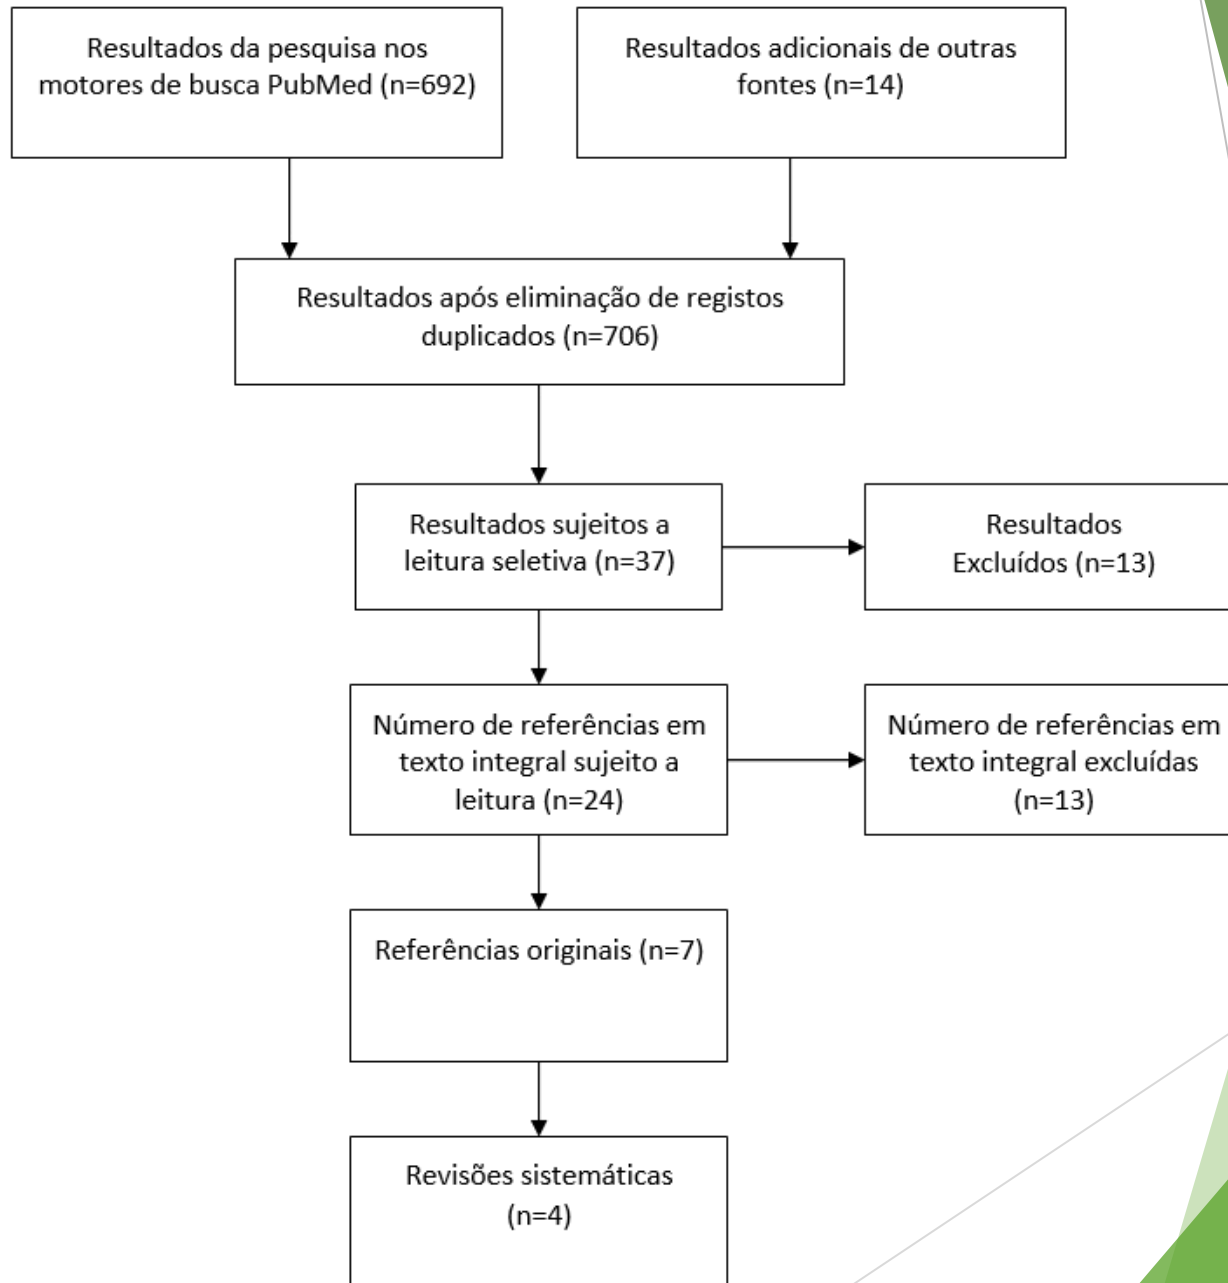 Resultados da pesquisa nos
motores de busca PubMed (n=692)
Resultados adicionais de outras
fontes (n=14)
Resultados após eliminação de registos
duplicados (n=706)
Resultados sujeitos a
leitura seletiva (n=37)
Resultados
Excluídos (n=13)
Número de referências em
texto integral sujeito a
leitura (n=24)
Número de referências em
texto integral excluídas
(n=13)
Referências originais (n=7)
Revisões sistemáticas
(n=4)